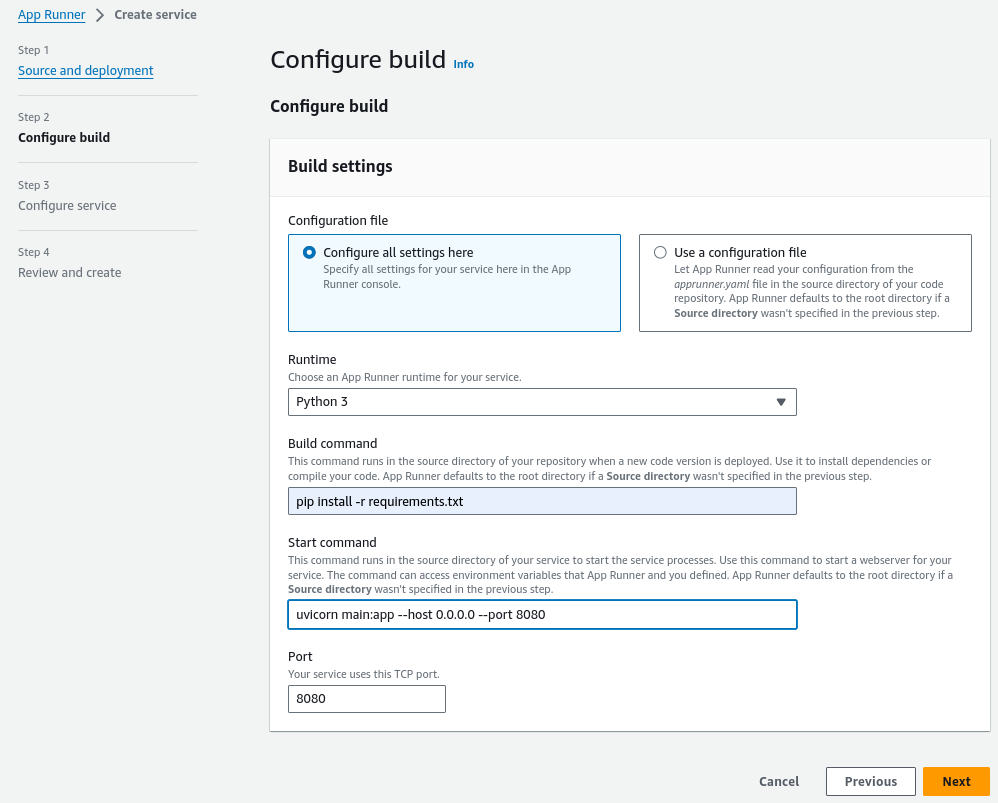 App Runner > Create service
Step 1
Source and deployment
Step 2
Configure build
Step 3
Configure service
Step 4
Review and create
Configure build Info
Configure build
Build settings
Configuration file
Configure all settings here
Specify all settings for your service here in the App
Runner console.
Use a configuration file
Let App Runner read your configuration from the
apprunner.yaml file in the source directory of your code
repository. App Runner defaults to the root directory if a
Source directory wasn't specified in the previous step.
Runtime
Choose an App Runner runtime for your service.
Python 3
Build command
This command runs in the source directory of your repository when a new code version is deployed. Use it to install dependencies or
compile your code. App Runner defaults to the root directory if a Source directory wasn't specified in the previous step.
pip install -r requirements.txt
Start command
This command runs in the source directory of your service to start the service processes. Use this command to start a webserver for your
service. The command can access environment variables that App Runner and you defined. App Runner defaults to the root directory if a
Source directory wasn't specified in the previous step.
uvicorn main:app --host 0.0.0.0 --port 8080
Port
Your service uses this TCP port.
8080
Cancel
Previous
Next